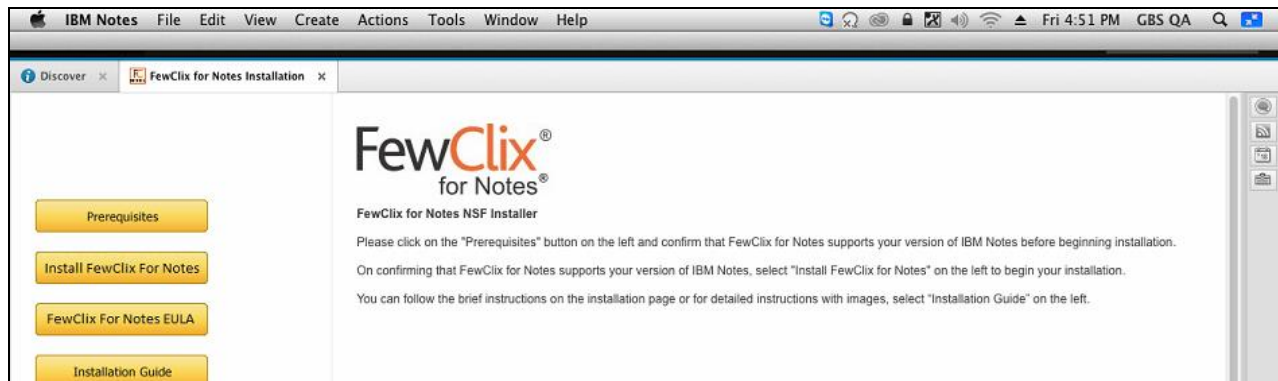 IBM Notes File Edit View Create Actions Tools Window Help Fri 4:51 PM GBS QA
Discover FewClix for Notes Installation
FewClix®
for Notes®
FewClix for Notes NSF Installer
Please click on the "Prerequisites" button on the left and confirm that FewClix for Notes supports your version of IBM Notes before beginning installation.
On confirming that FewClix for Notes supports your version of IBM Notes, select "Install FewClix for Notes" on the left to begin your installation.
You can follow the brief instructions on the installation page or for detailed instructions with images, select "Installation Guide" on the left.
Prerequisites
Install FewClix For Notes
FewClix For Notes EULA
Installation Guide